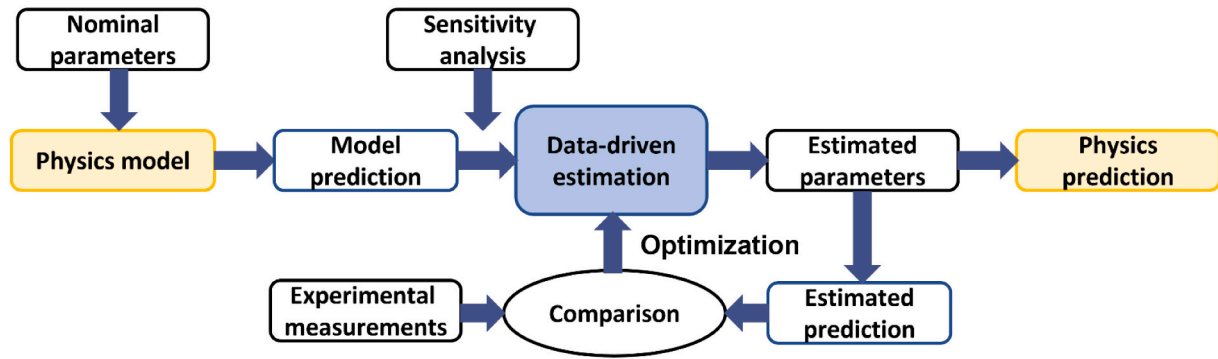 Nominal
parameters
Sensitivity
analysis
Physics model
Model
prediction
Data-driven
estimation
Estimated
parameters
Physics
prediction
Optimization
Experimental
measurements
Comparison
Estimated
prediction